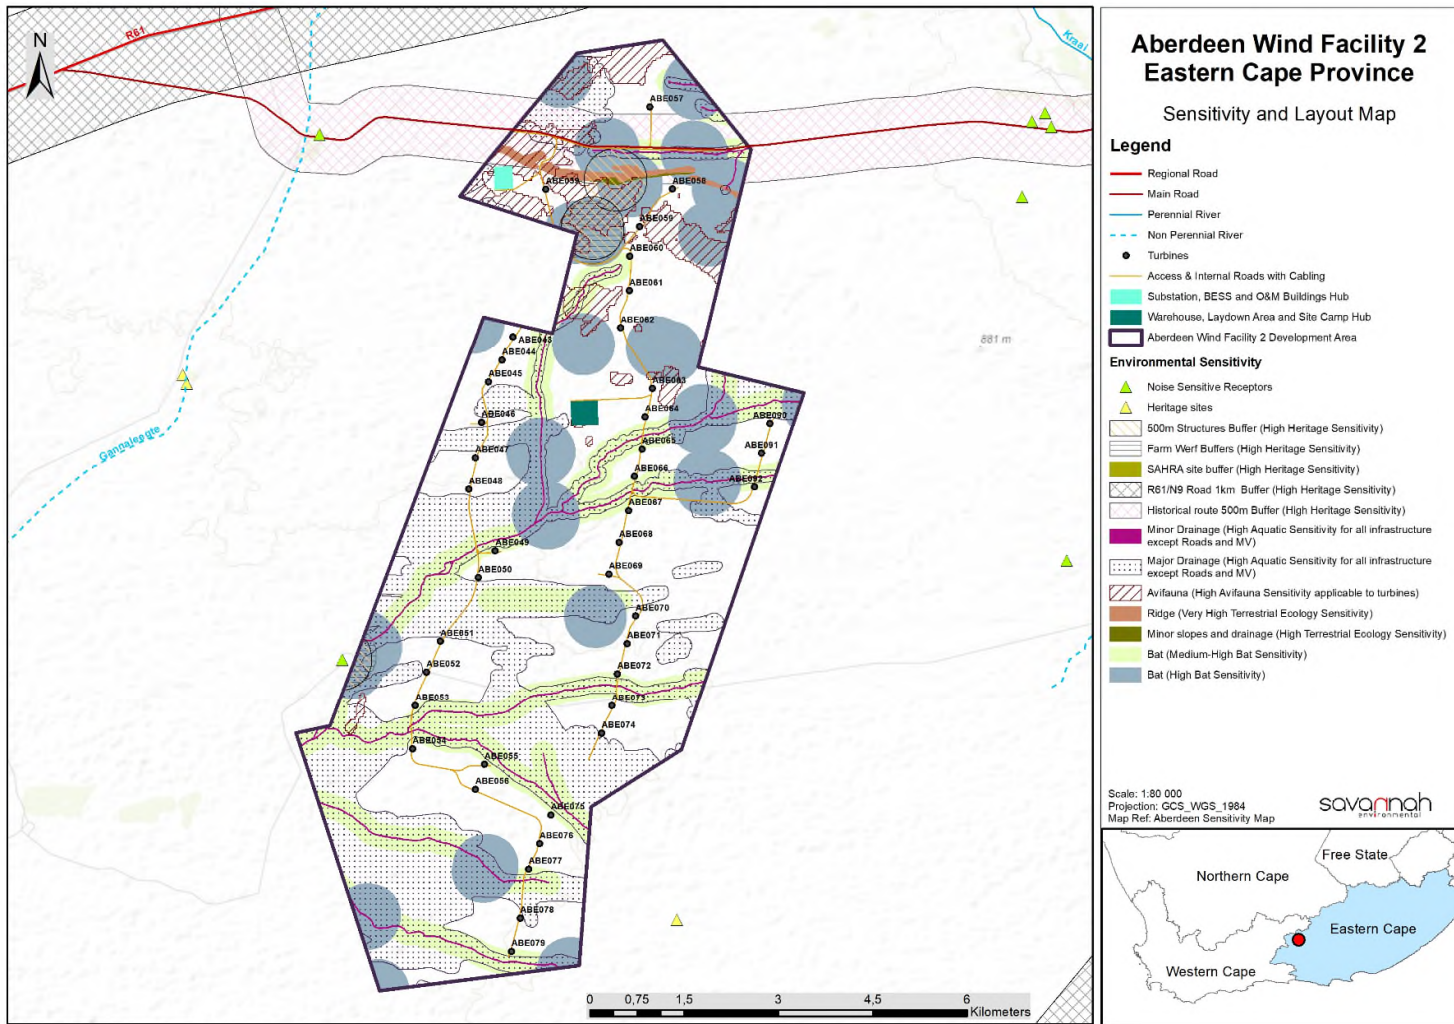 R61
Kraai
N
ABE057
ABE039
ABE058
ABE059
ABE060
ABE061
ABE062
881 m
ABE043
ABE044
ABE045
ABE063
ABE046
ABE064
ABE090
ABE065
ABE047
ABE091
ABE066
ABE048
ABE092
ABE067
Gannaleegte
ABE068
ABE049
ABE050
ABE069
ABE070
ABE051
ABE071
ABE052
ABE072
ABE053
ABE073
ABE054
ABE074
ABE055
ABE056
ABE075
ABE076
ABE077
ABE078
ABE079
0 0,75 1,5 3 4,5 6
Kilometers
Aberdeen Wind Facility 2
Eastern Cape Province
Sensitivity and Layout Map
Legend
Regional Road
Main Road
Perennial River
Non Perennial River
Turbines
Access & Internal Roads with Cabling
Substation, BESS and O&M Buildings Hub
Warehouse, Laydown Area and Site Camp Hub
Aberdeen Wind Facility 2 Development Area
Environmental Sensitivity
Noise Sensitive Receptors
Heritage sites
500m Structures Buffer (High Heritage Sensitivity)
Farm Werf Buffers (High Heritage Sensitivity)
SAHRA site buffer (High Heritage Sensitivity)
R61/N9 Road 1km Buffer (High Heritage Sensitivity)
Historical route 500m Buffer (High Heritage Sensitivity)
Minor Drainage (High Aquatic Sensitivity for all infrastructure
except Roads and MV)
Major Drainage (High Aquatic Sensitivity for all infrastructure
except Roads and MV)
Avifauna (High Avifauna Sensitivity applicable to turbines)
Ridge (Very High Terrestrial Ecology Sensitivity)
Minor slopes and drainage (High Terrestrial Ecology Sensitivity)
Bat (Medium-High Bat Sensitivity)
Bat (High Bat Sensitivity)
Scale: 1:80 000
Projection: GCS_WGS_1984
Map Ref: Aberdeen Sensitivity Map
savannah
environmental
Free State
Northern Cape
Eastern Cape
Western Cape